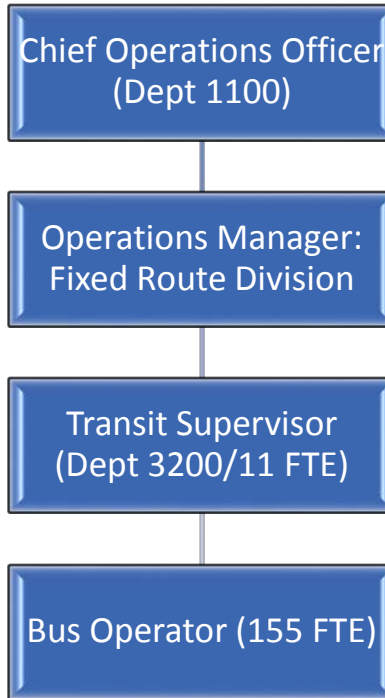 Chief Operations Officer
(Dept 1100)
Operations Manager:
Fixed Route Division
Transit Supervisor
(Dept 3200/11 FTE)
Bus Operator (155 FTE)